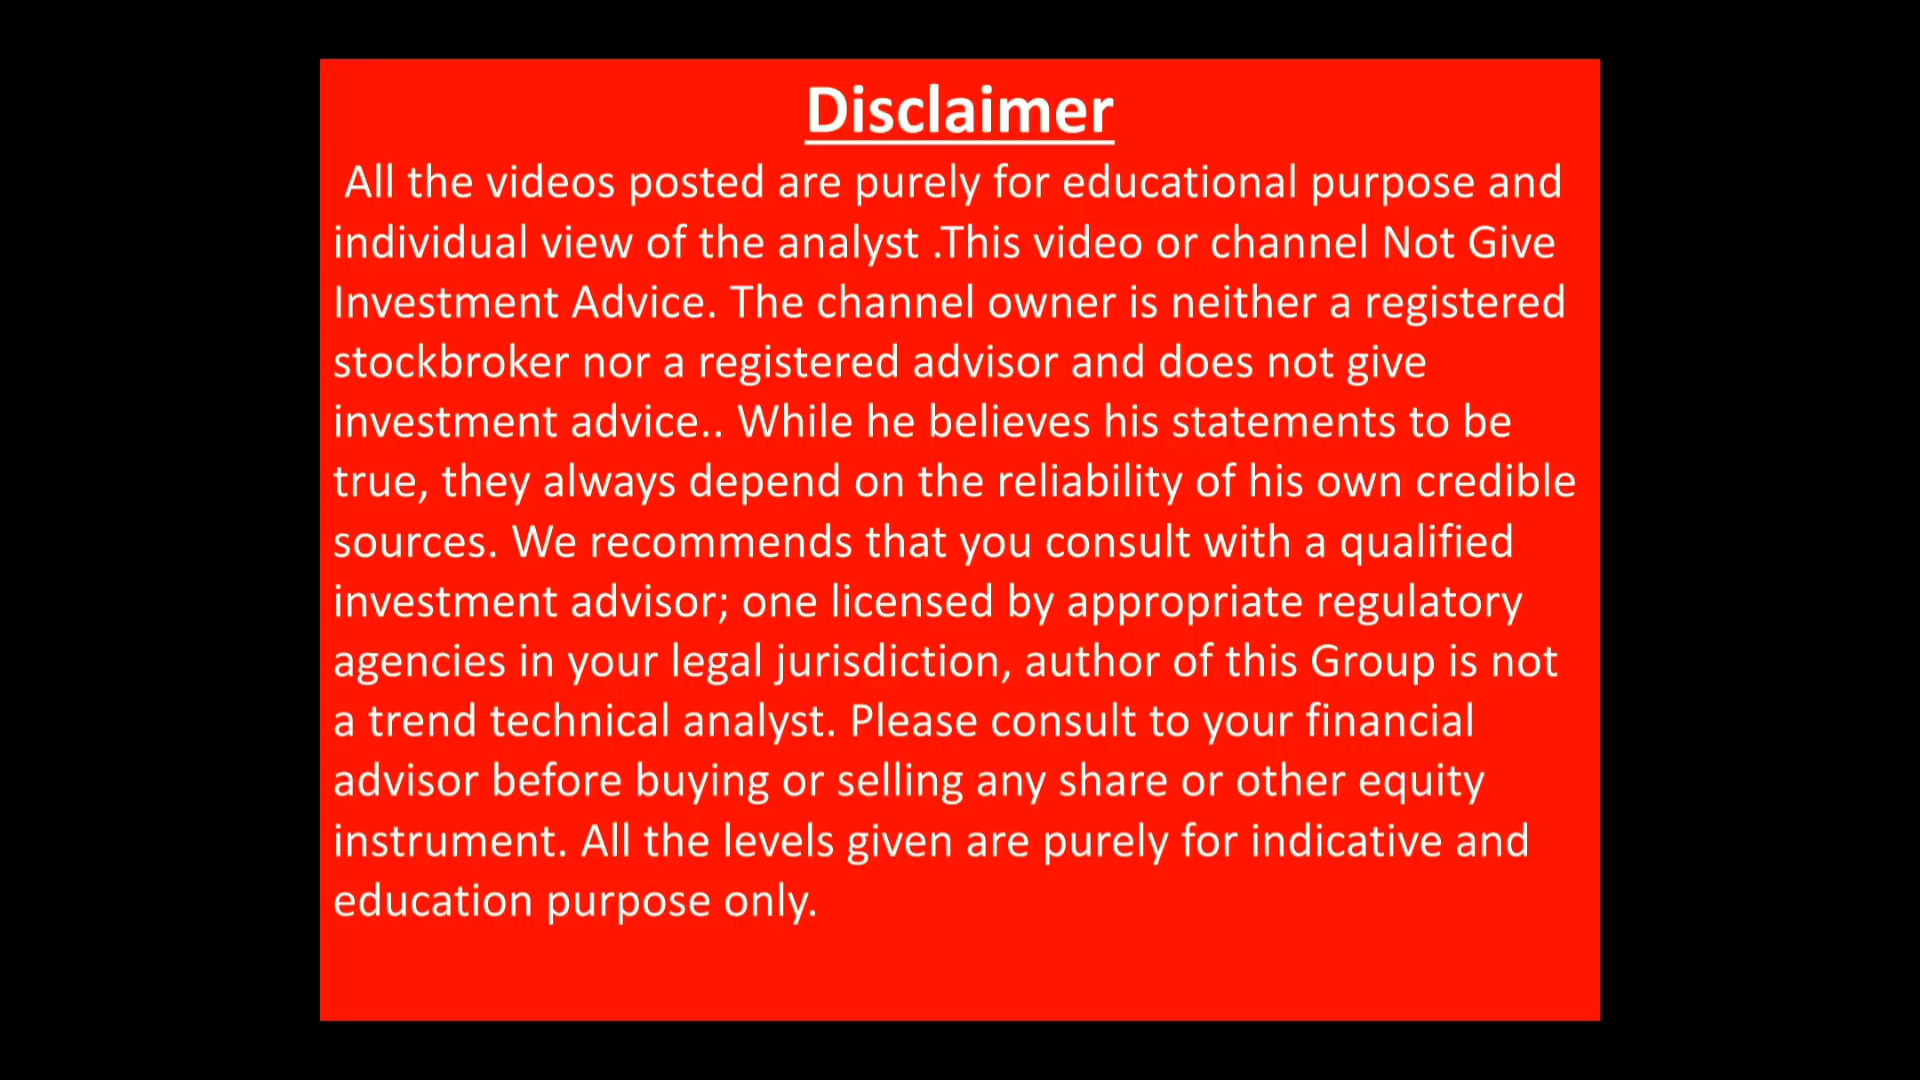 Disclaimer
All the videos posted are purely for educational purpose and
individual view of the analyst .This video or channel Not Give
Investment Advice. The channel owner is neither a registered
stockbroker nor a registered advisor and does not give
investment advice.. While he believes his statements to be
true, they always depend on the reliability of his own credible
sources. We recommends that you consult with a qualified
investment advisor; one licensed by appropriate regulatory
agencies in your legal jurisdiction, author of this Group is not
a trend technical analyst. Please consult to your financial
advisor before buying or selling any share or other equity
instrument. All the levels given are purely for indicative and
education purpose only.